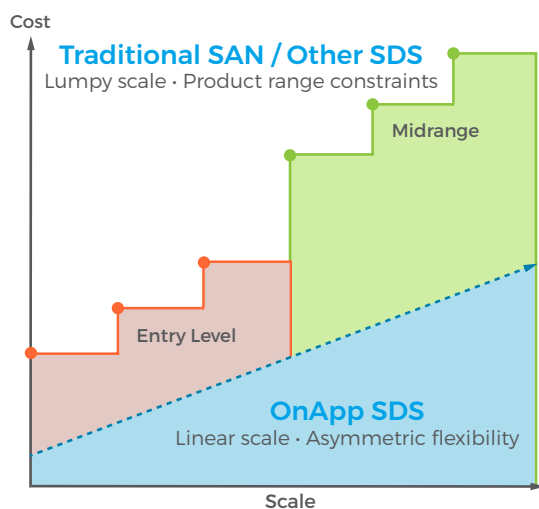 Cost
Traditional SAN / Other SDS
Lumpy scale · Product range constraints
Midrange
Entry Level
OnApp SDS
Linear scale · Asymmetric flexibility
Scale